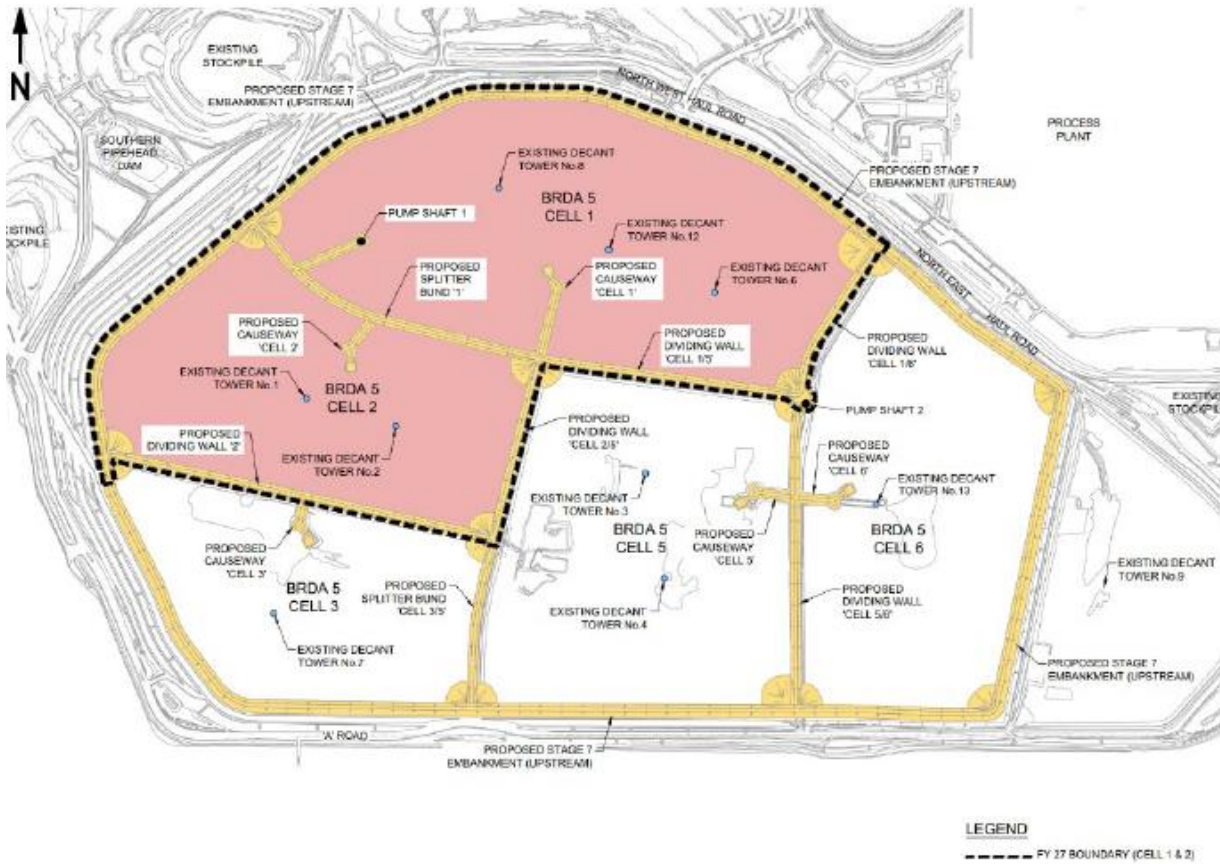 N
EXISTING
STOCKPILE
PROPOSED STAGE 7
EMBANKMENT (UPSTREAM)
NORTH WEST HAUL ROAD
PROCESS
PLANT
SOUTHERN
PIPEHEAD
DAM
EXISTING DECANT
TOWER No.8
PROPOSED STAGE 7
EMBANKMENT (UPSTREAM)
BRDA 5
CELL 1
PUMP SHAFT 1
EXISTING DECANT
TOWER No.12
PROPOSED
SPLITTER
BUND '1'
PROPOSED
CAUSEWAY
'CELL 1'
EXISTING DECANT
TOWER No.6
NORTH EAST
HAUL ROAD
PROPOSED
CAUSEWAY
'CELL 2'
PROPOSED
DIVIDING WALL
'CELL 1/5'
PROPOSED
DIVIDING WALL
'CELL 1/6'
EXISTING DECANT
TOWER No.1
BRDA 5
CELL 2
PUMP SHAFT 2
PROPOSED
DIVIDING WALL '2'
EXISTING DECANT
TOWER No.2
PROPOSED
DIVIDING WALL
PROPOSED
CAUSEWAY
'CELL 6'
EXISTING DECANT
TOWER No.13
EXISTING DECANT
TOWER No.3
BRDA 5
CELL 5
PROPOSED
CAUSEWAY
'CELL 5'
BRDA 5
CELL 6
PROPOSED
CAUSEWAY
'CELL 3'
BRDA 5
CELL 3
PROPOSED
SPLITTER BUND
'CELL 3/5'
EXISTING DECANT
TOWER No.4
PROPOSED
DIVIDING WALL
'CELL 5/6'
EXISTING DECANT
TOWER No.9
EXISTING DECANT
TOWER No.7
PROPOSED STAGE 7
EMBANKMENT (UPSTREAM)
ROAD
PROPOSED STAGE 7
EMBANKMENT (UPSTREAM)
LEGEND
FY 27 BOUNDARY (CELL 1 & 2)